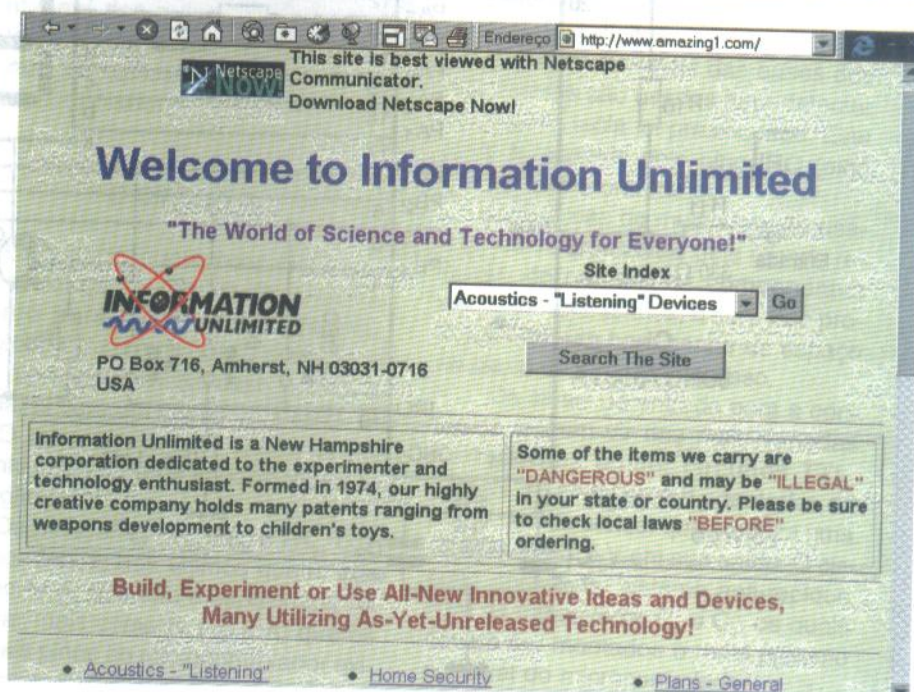 Endereço http://www.amazing1.com/
Netscape
NOW!
This site is best viewed with Netscape
Communicator.
Download Netscape Now!
Welcome to Information Unlimited
"The World of Science and Technology for Everyone!"
INFORMATION
UNLIMITED
Site Index
Acoustics - "Listening" Devices Go
Search The Site
PO Box 716, Amherst, NH 03031-0716
USA
Information Unlimited is a New Hampshire
corporation dedicated to the experimenter and
technology enthusiast. Formed in 1974, our highly
creative company holds many patents ranging from
weapons development to children's toys.
Some of the items we carry are
"DANGEROUS" and may be "ILLEGAL"
in your state or country. Please be sure
to check local laws "BEFORE"
ordering.
Build, Experiment or Use All-New Innovative Ideas and Devices,
Many Utilizing As-Yet-Unreleased Technology!
• Acoustics - "Listening"
• Home Security
• Plans - General